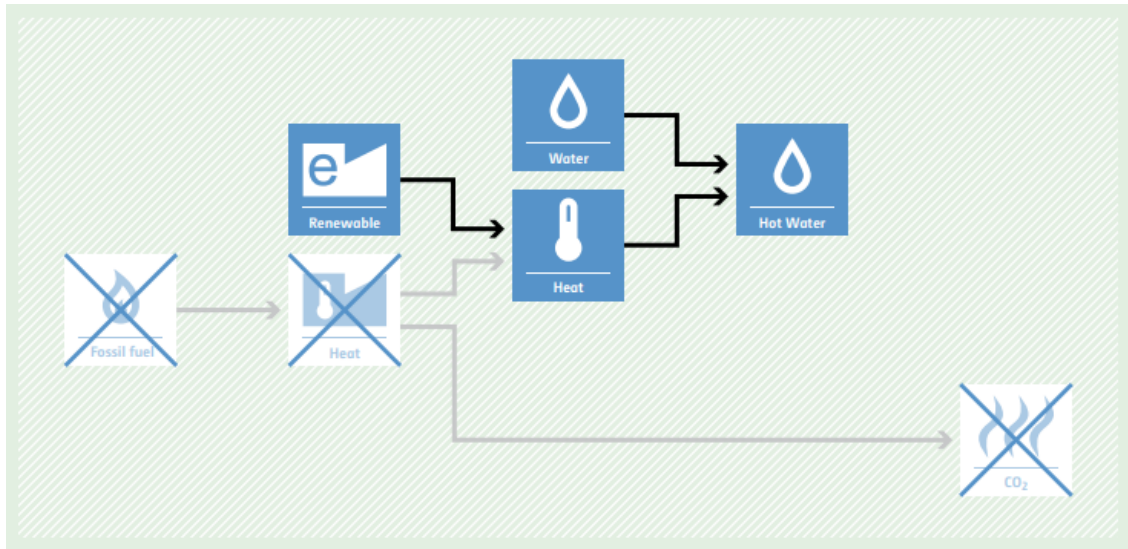 Water
e
Renewable
Hot Water
Heat
Fossil fuel
Heat
CO₂